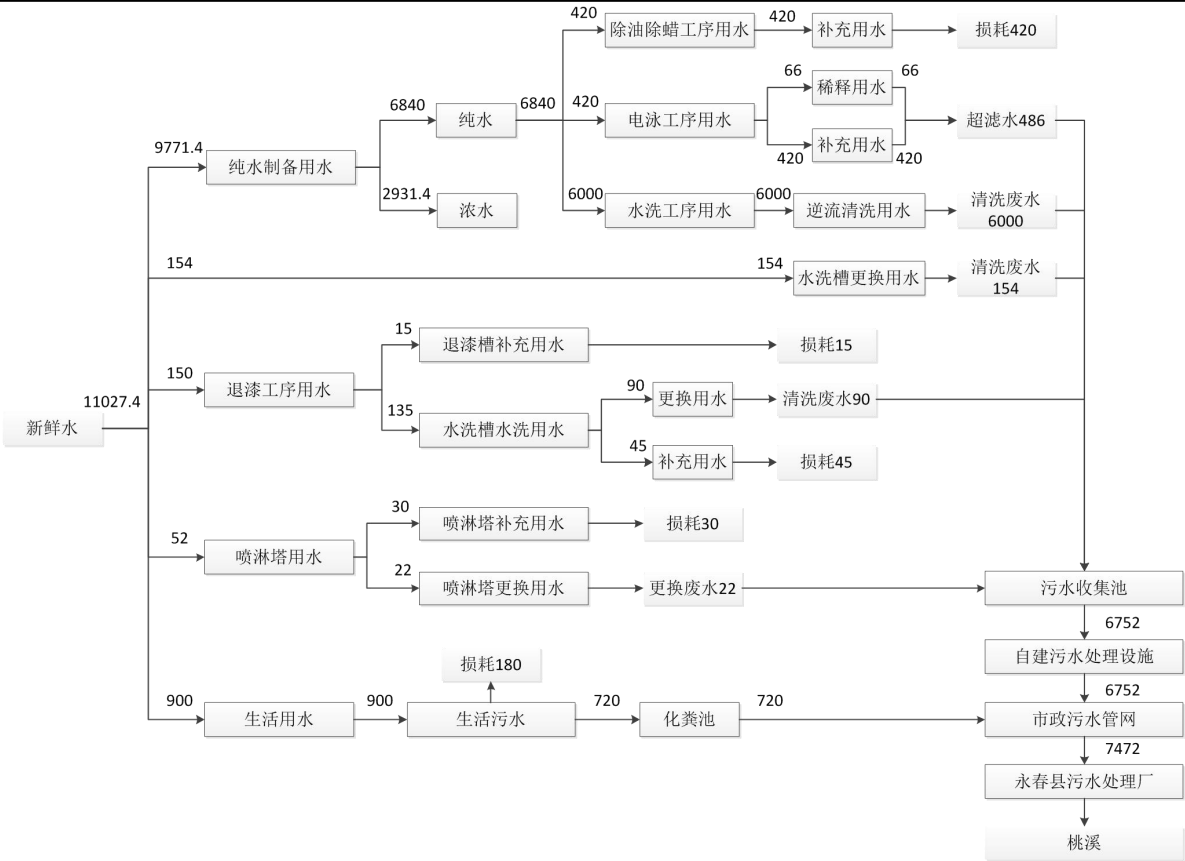 420
除油除蜡工序用水
420
补充用水
损耗420
6840
纯水
6840
420
电泳工序用水
66
稀释用水
66
420
补充用水
420
超滤水486
9771.4
纯水制备用水
2931.4
浓水
6000
水洗工序用水
6000
逆流清洗用水
清洗废水
6000
154
154
水洗槽更换用水
清洗废水
154
15
退漆槽补充用水
损耗15
150
退漆工序用水
135
水洗槽水洗用水
90
更换用水
清洗废水90
45
补充用水
损耗45
新鲜水
11027.4
52
喷淋塔用水
30
喷淋塔补充用水
损耗30
22
喷淋塔更换用水
更换废水22
污水收集池
6752
自建污水处理设施
6752
损耗180
900
生活用水
900
生活污水
720
化粪池
720
市政污水管网
7472
永春县污水处理厂
桃溪